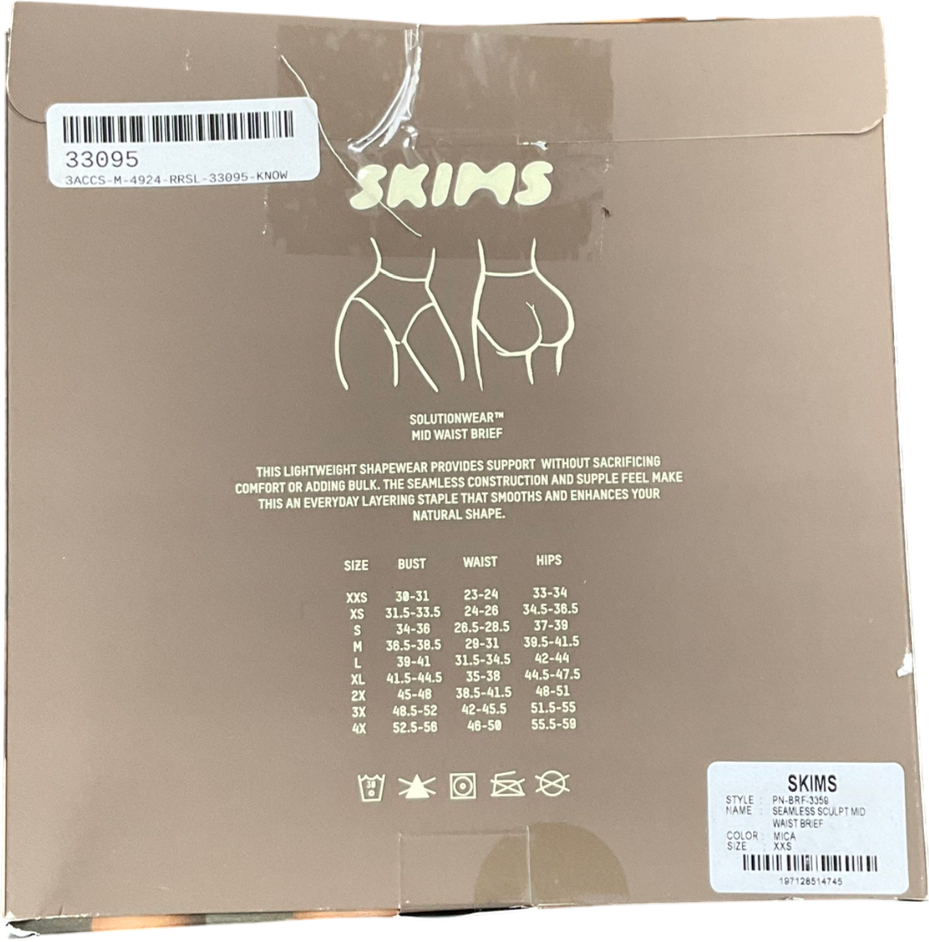 33095
3ACCS-M-4924-RRSL-33095-KNOW
SKIMS
SOLUTIONWEAR™
MID WAIST BRIEF
THIS LIGHTWEIGHT SHAPEWEAR PROVIDES SUPPORT WITHOUT SACRIFICING
COMFORT OR ADDING BULK. THE SEAMLESS CONSTRUCTION AND SUPPLE FEEL MAKE
THIS AN EVERYDAY LAYERING STAPLE THAT SMOOTHS AND ENHANCES YOUR
NATURAL SHAPE.
SIZE BUST WAIST HIPS
XXS 30-31 23-24 33-34
XS 31.5-33.5 24-26 34.5-36.5
S 34-36 26.5-28.5 37-39
M 36.5-38.5 29-31 39.5-41.5
L 39-41 31.5-34.5 42-44
XL 41.5-44.5 35-38 44.5-47.5
2X 45-48 38.5-41.5 48-51
3X 48.5-52 42-45.5 51.5-55
4X 52.5-56 46-50 55.5-59
30
SKIMS
STYLE : PN-BRF-3359
NAME : SEAMLESS SCULPT MID
WAIST BRIEF
COLOR : MICA
SIZE : XXS
197128514745